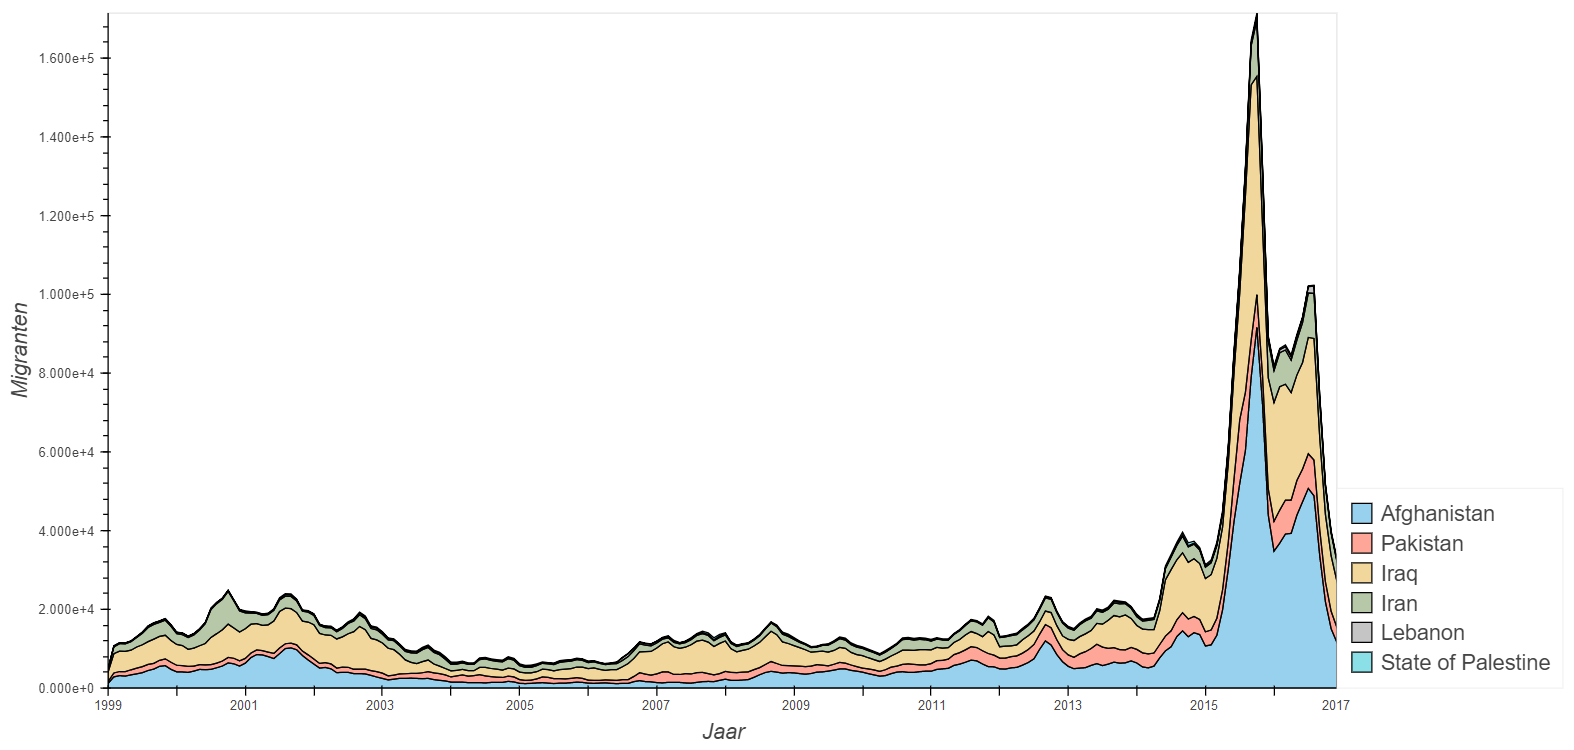 1.600e+5
1.400e+5
1.200e+5
1.000e+5
8.000e+4
6.000e+4
4.000e+4
2.000e+4
0.000e+0
Migranten
1999 2001 2003 2005 2007 2009 2011 2013 2015 2017
Jaar
Afghanistan
Pakistan
Iraq
Iran
Lebanon
State of Palestine